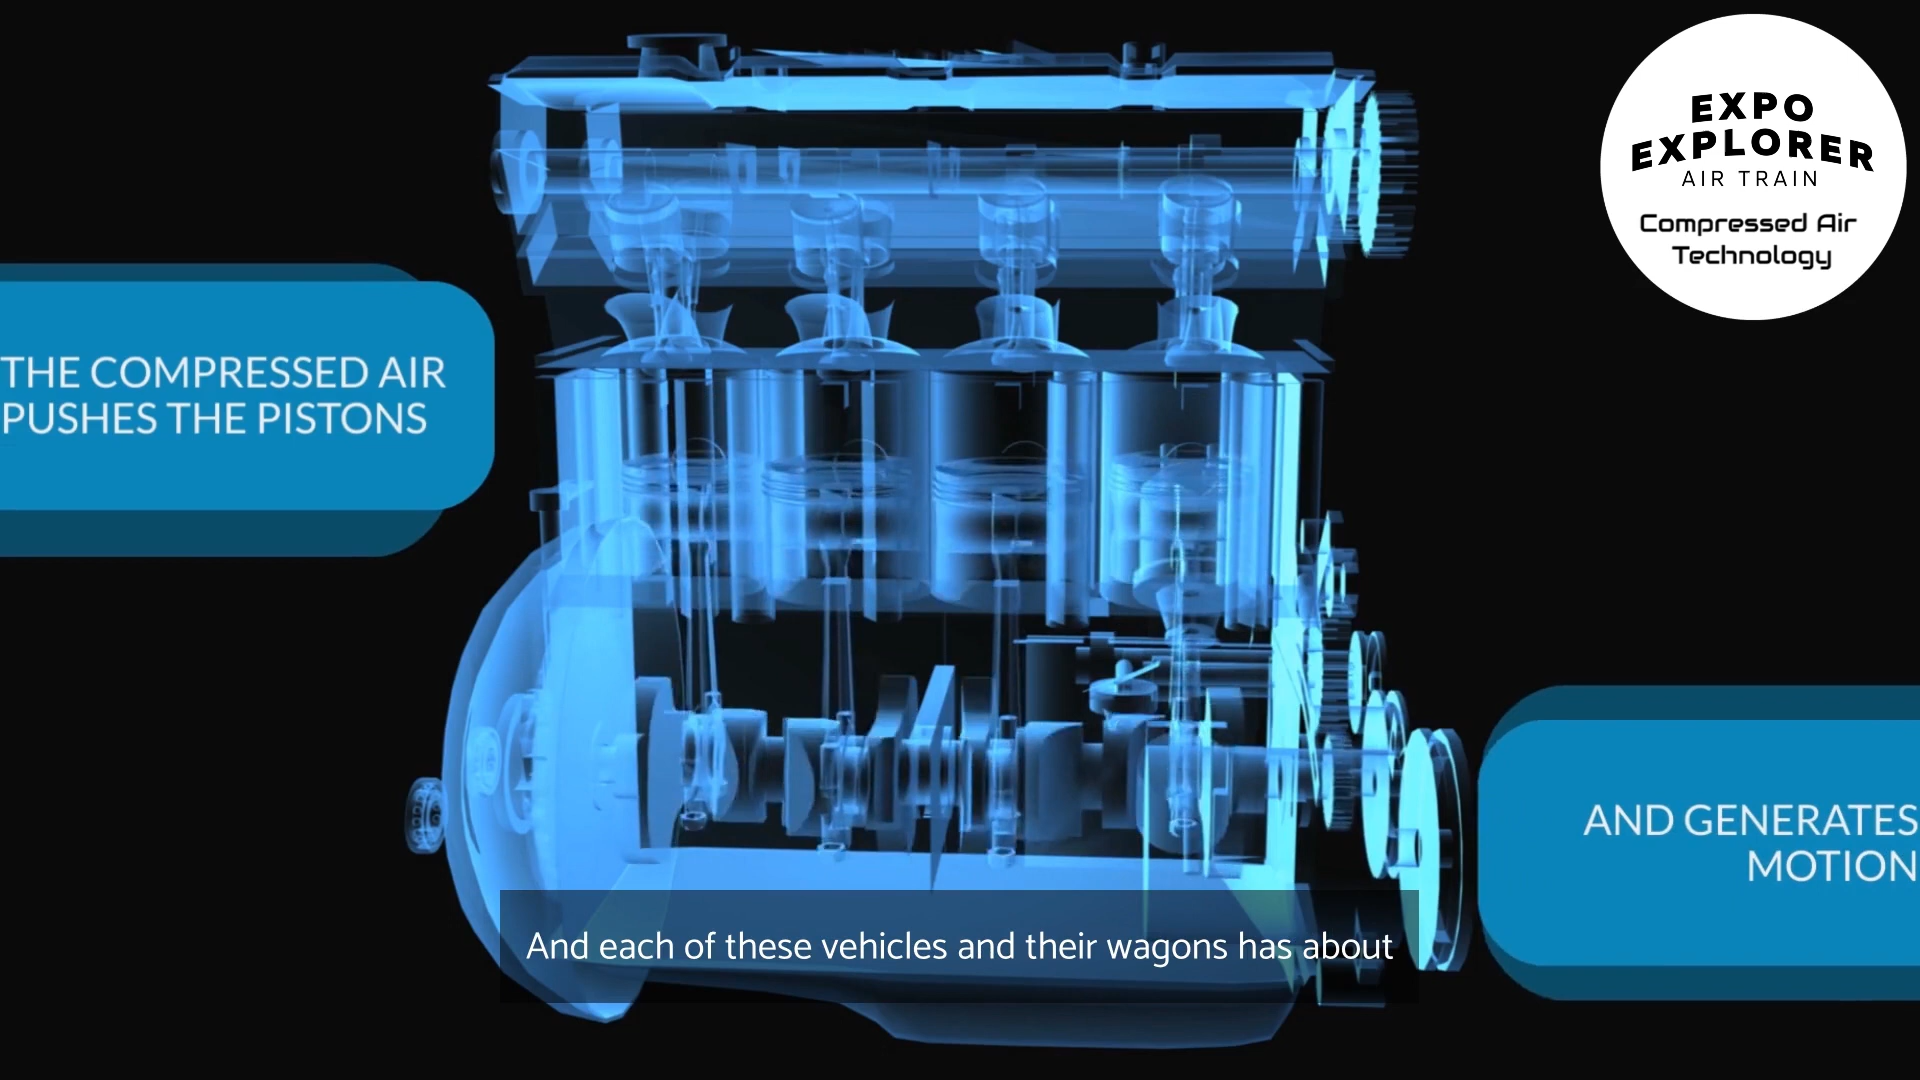 EXPO
EXPLORER
AIR TRAIN
Compressed Air
Technology
THE COMPRESSED AIR
PUSHES THE PISTONS
AND GENERATES
MOTION
And each of these vehicles and their wagons has about